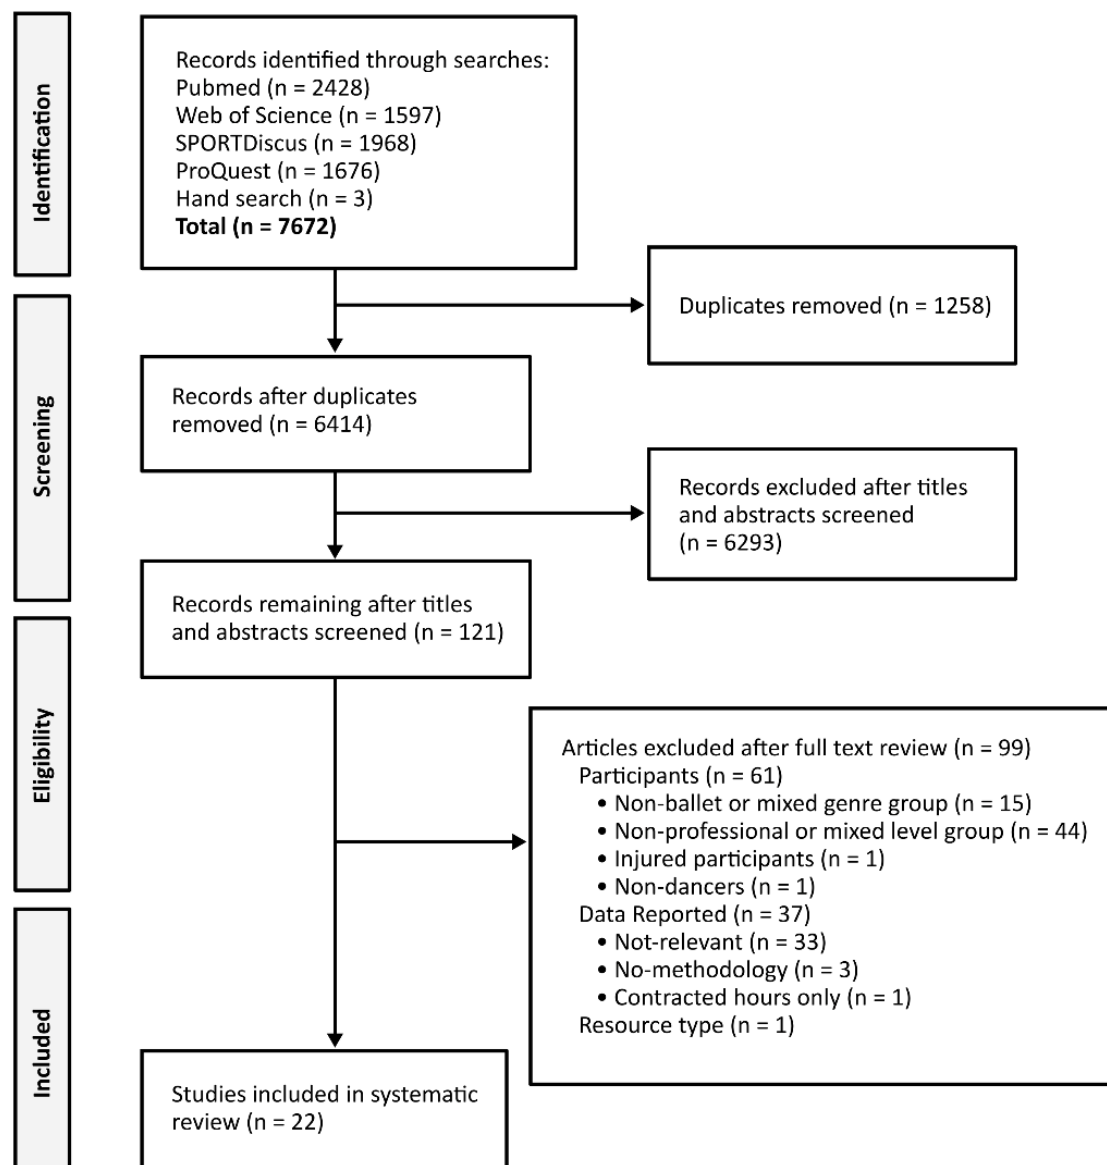 Identification
Records identified through searches:
Pubmed (n = 2428)
Web of Science (n = 1597)
SPORTDiscus (n = 1968)
ProQuest (n = 1676)
Hand search (n = 3)
Total (n = 7672)
Duplicates removed (n = 1258)
Screening
Records after duplicates
removed (n = 6414)
Records excluded after titles
and abstracts screened
(n = 6293)
Records remaining after titles
and abstracts screened (n = 121)
Eligibility
Articles excluded after full text review (n = 99)
Participants (n = 61)
• Non-ballet or mixed genre group (n = 15)
• Non-professional or mixed level group (n = 44)
• Injured participants (n = 1)
• Non-dancers (n = 1)
Data Reported (n = 37)
• Not-relevant (n = 33)
• No-methodology (n = 3)
• Contracted hours only (n = 1)
Resource type (n = 1)
Included
Studies included in systematic
review (n = 22)